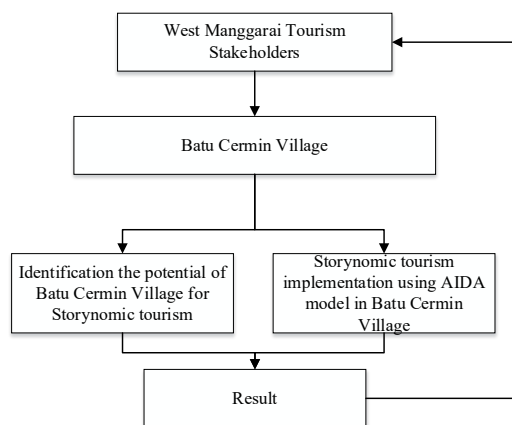 West Manggarai Tourism
Stakeholders
Batu Cermin Village
Identification the potential of
Batu Cermin Village for
Storynomic tourism
Storynomic tourism
implementation using AIDA
model in Batu Cermin
Village
Result